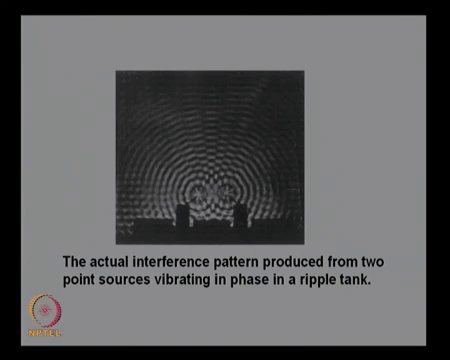 The actual interference pattern produced from two
point sources vibrating in phase in a ripple tank.
NPTEL